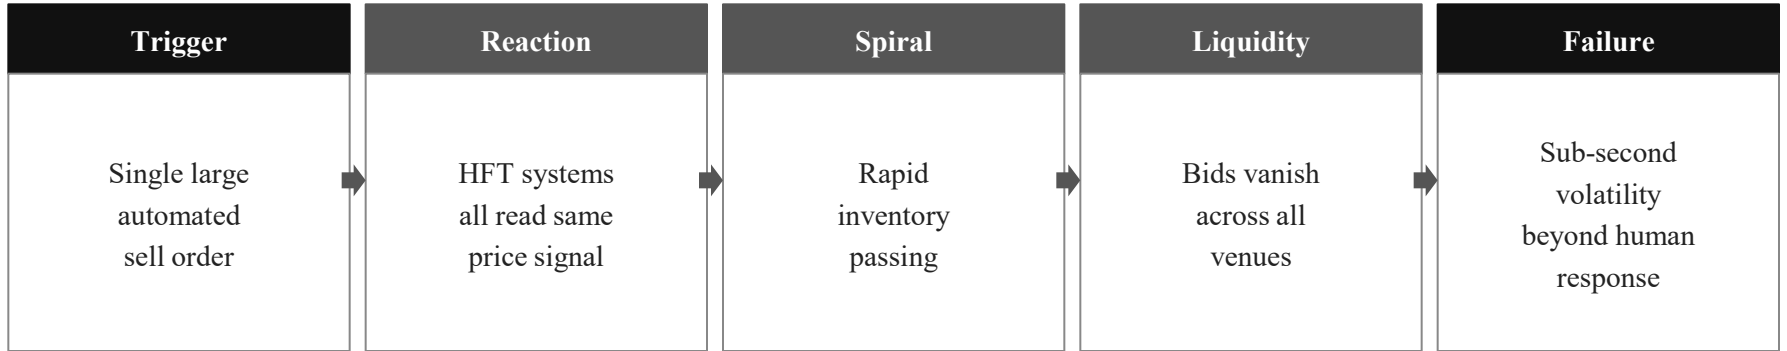 Trigger
Single large
automated
sell order
Reaction
HFT systems
all read same
price signal
Spiral
Rapid
inventory
passing
Liquidity
Bids vanish
across all
venues
Failure
Sub-second
volatility
beyond human
response